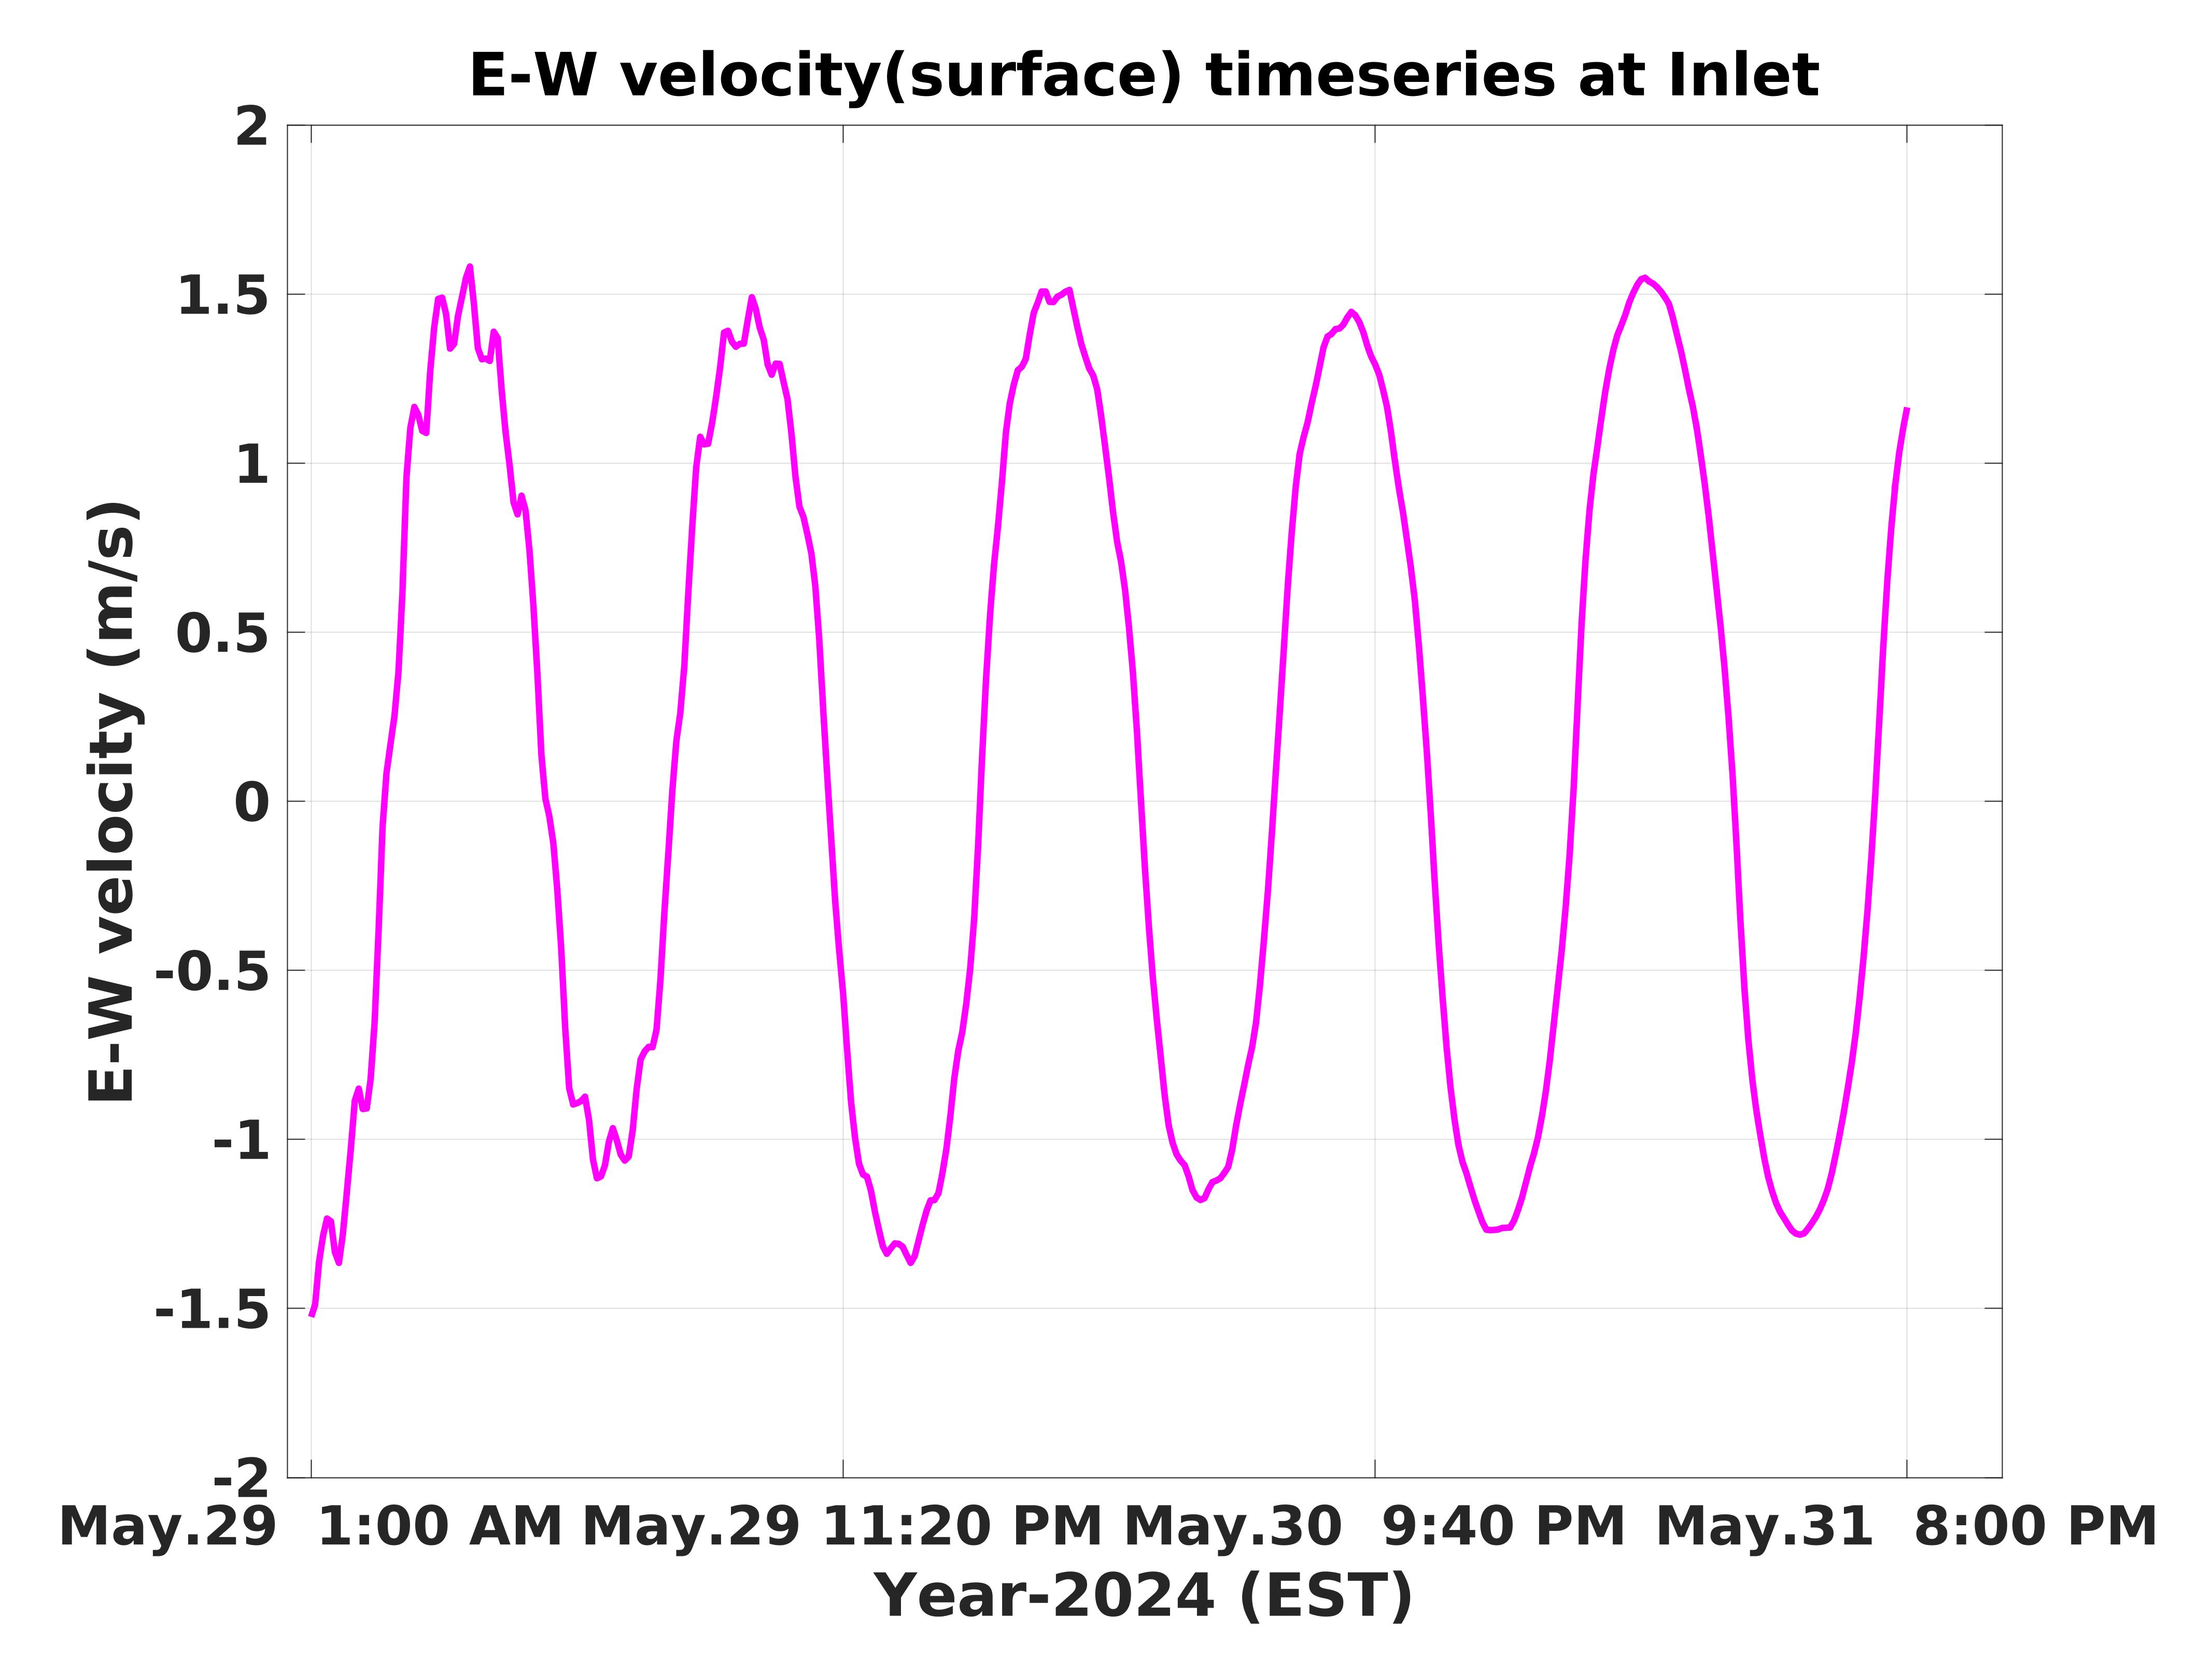 E-W velocity(surface) timeseries at Inlet
E-W velocity (m/s)
2
1.5
1
0.5
0
-0.5
-1
-1.5
-2
May.29 1:00 AM May.29 11:20 PM May.30 9:40 PM May.31 8:00 PM
Year-2024 (EST)